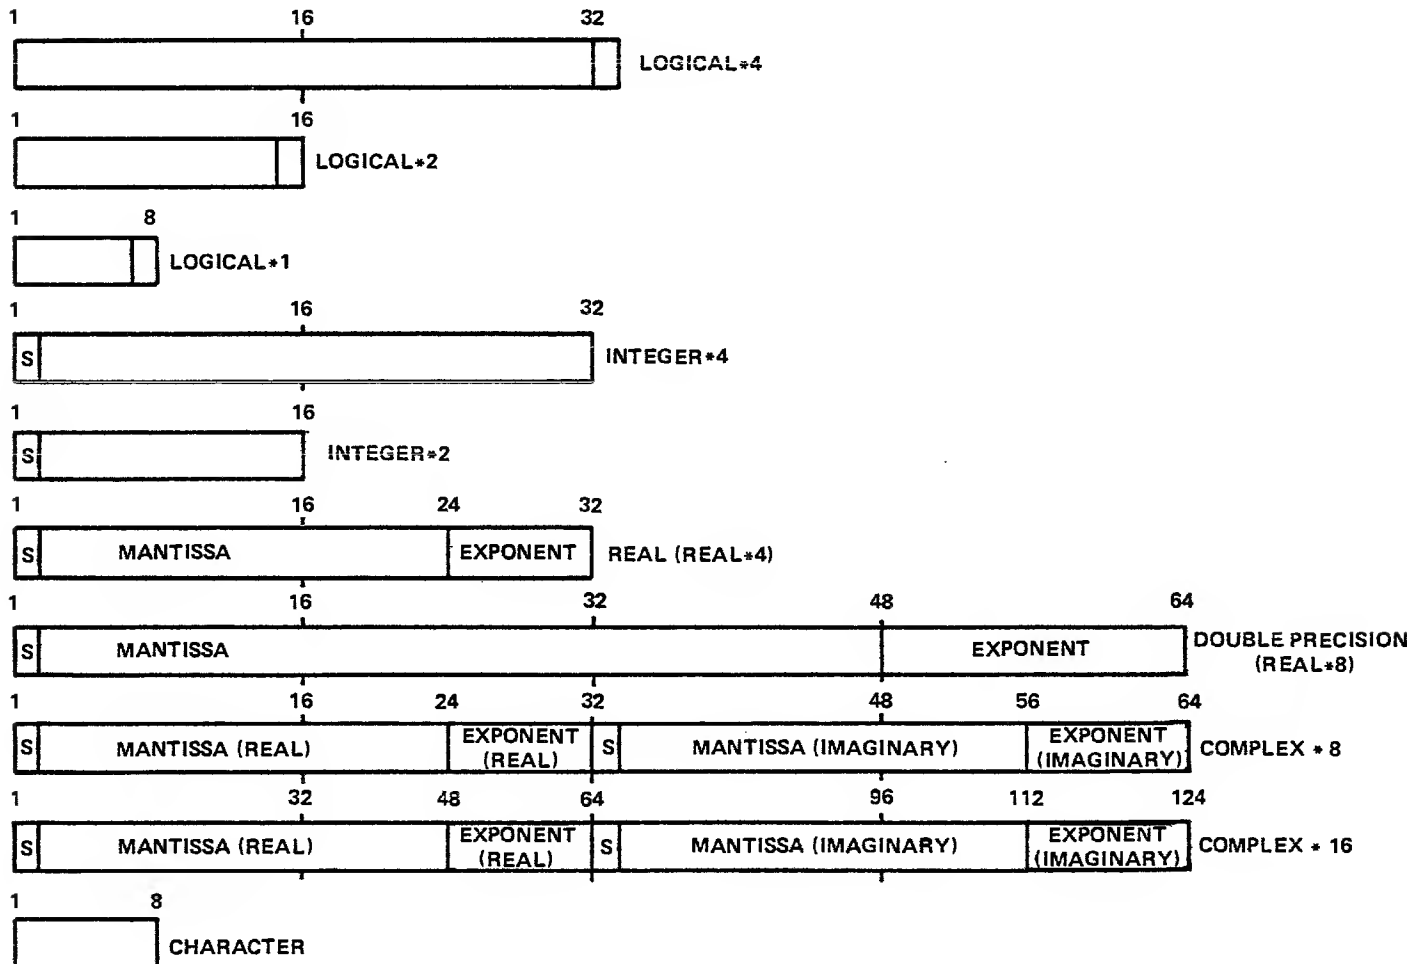 1 16 32
LOGICAL*4
1 16
LOGICAL*2
1 8
LOGICAL*1
1 16 32
S INTEGER*4
1 16
S INTEGER*2
1 16 24 32
S MANTISSA EXPONENT REAL (REAL*4)
1 16 32 48 64
S MANTISSA EXPONENT DOUBLE PRECISION
(REAL*8)
1 16 24 32 48 56 64
S MANTISSA (REAL) EXPONENT (REAL) S MANTISSA (IMAGINARY) EXPONENT (IMAGINARY) COMPLEX * 8
1 32 48 64 96 112 124
S MANTISSA (REAL) EXPONENT (REAL) S MANTISSA (IMAGINARY) EXPONENT (IMAGINARY) COMPLEX * 16
1 8
CHARACTER